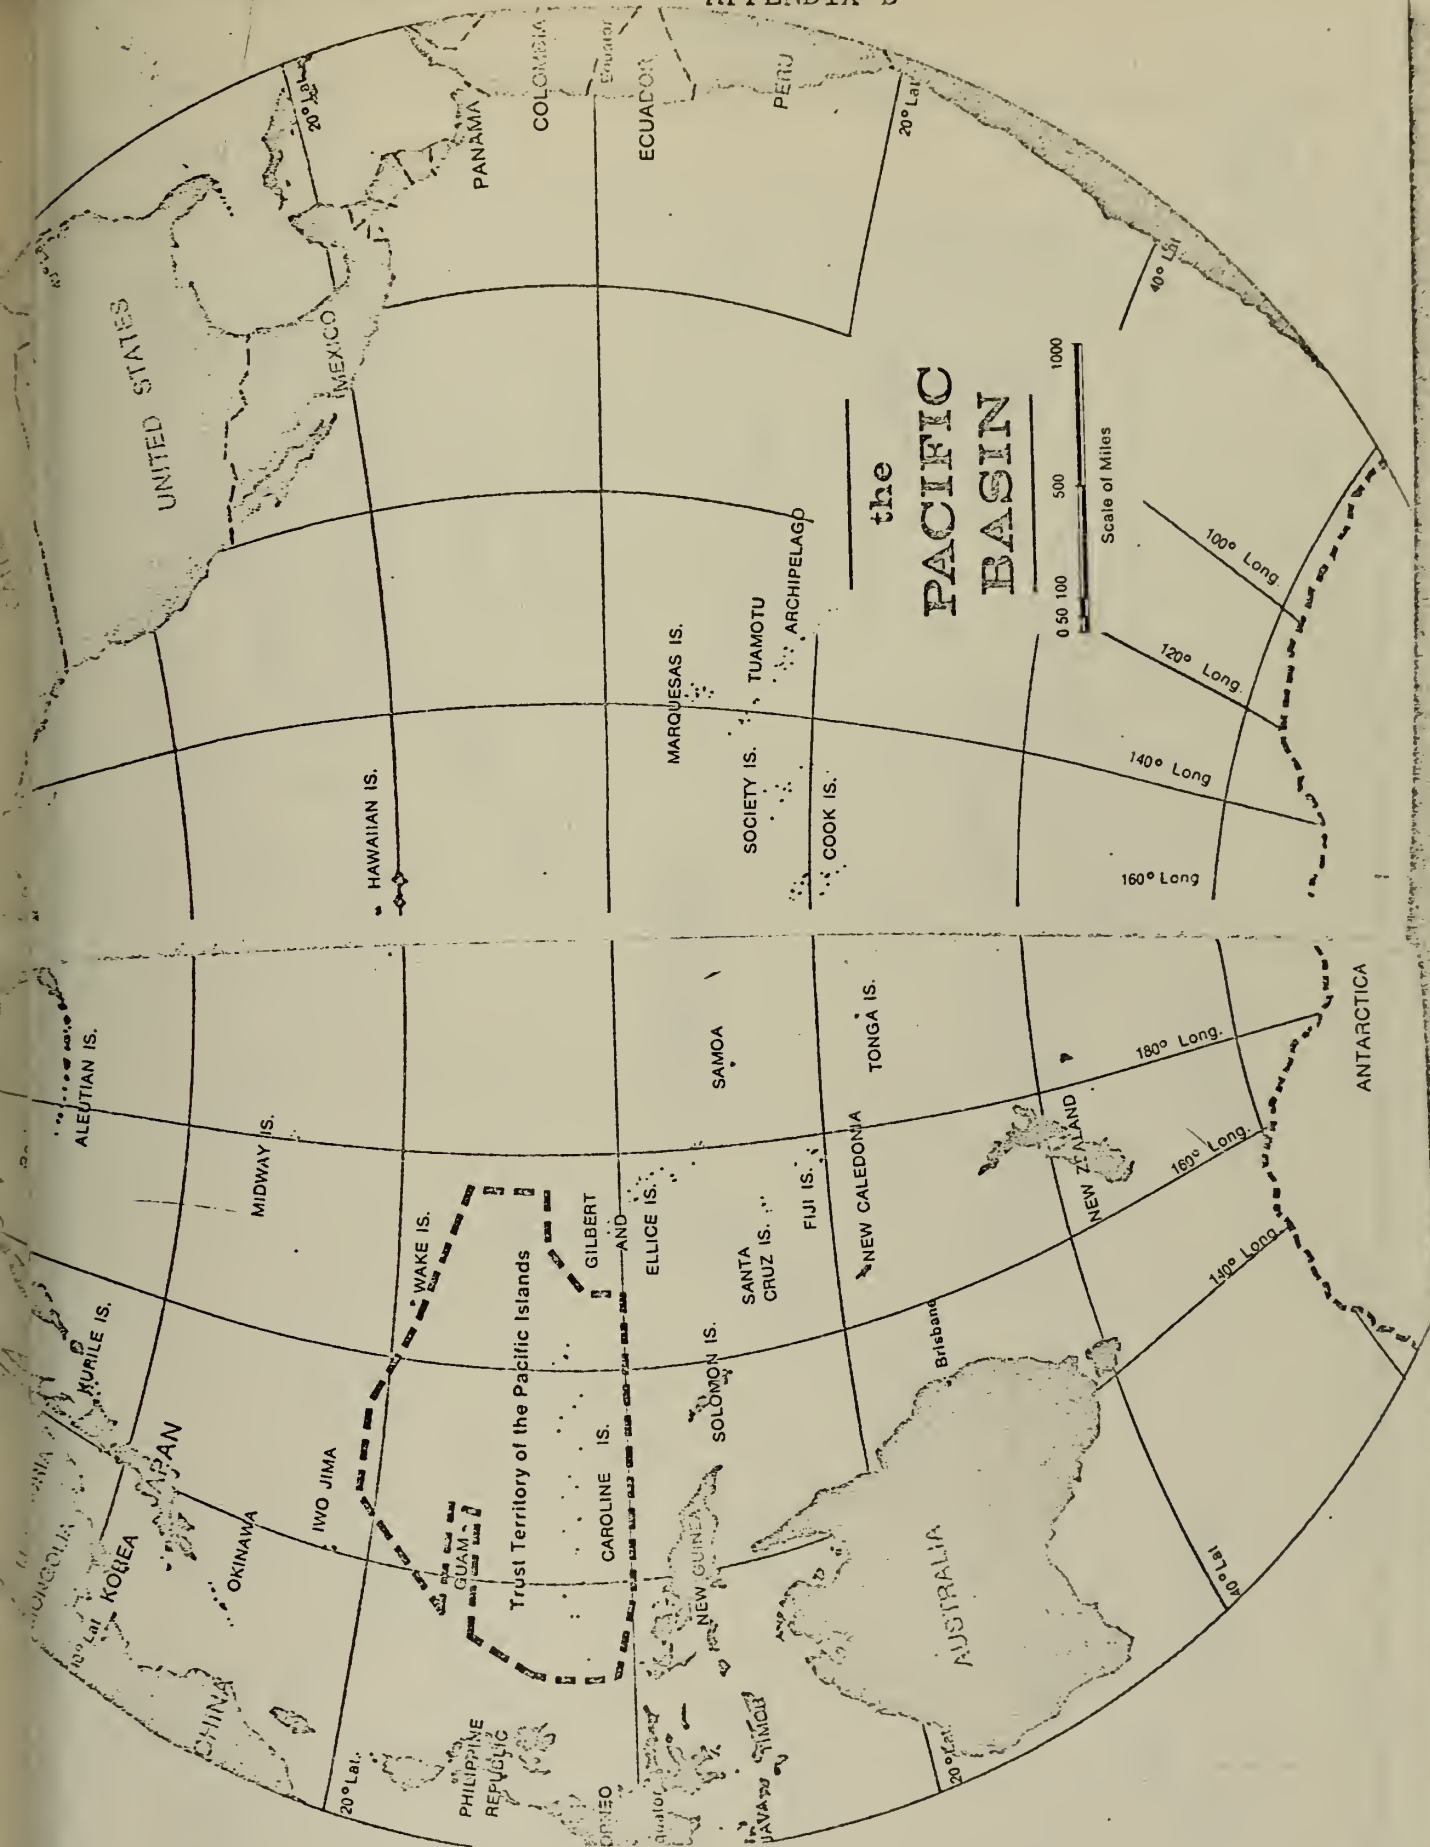 UNITED STATES
MEXICO
20° Lat.
PANAMA
COLOMBIA
Equator
ECUADOR
PERU
20° Lat
40° Lat
ALEUTIAN IS.
MIDWAY IS.
HAWAIIAN IS.
MARQUESAS IS.
TUAMOTU
ARCHIPELAGO
SOCIETY IS.
COOK IS.
the
PACIFIC
BASIN
0 50 100 500 1000
Scale of Miles
100° Long.
120° Long.
140° Long
160° Long
180° Long.
160° Long.
140° Long.
ANTARCTICA
KURILE IS.
JAPAN
KOREA
MONGOLIA
CHINA
OKINAWA
IWO JIMA
WAKE IS.
GUAM
Trust Territory of the Pacific Islands
CAROLINE IS.
GILBERT
AND
ELLICE IS.
SAMOA
TONGA IS.
FIJI IS.
SANTA
CRUZ IS.
NEW CALEDONIA
SOLOMON IS.
NEW GUINEA
NEW ZEALAND
Brisbane
AUSTRALIA
40° Lat
20° Lat.
20° Lat.
PHILIPPINE
REPUBLIC
JAVA
TIMOR